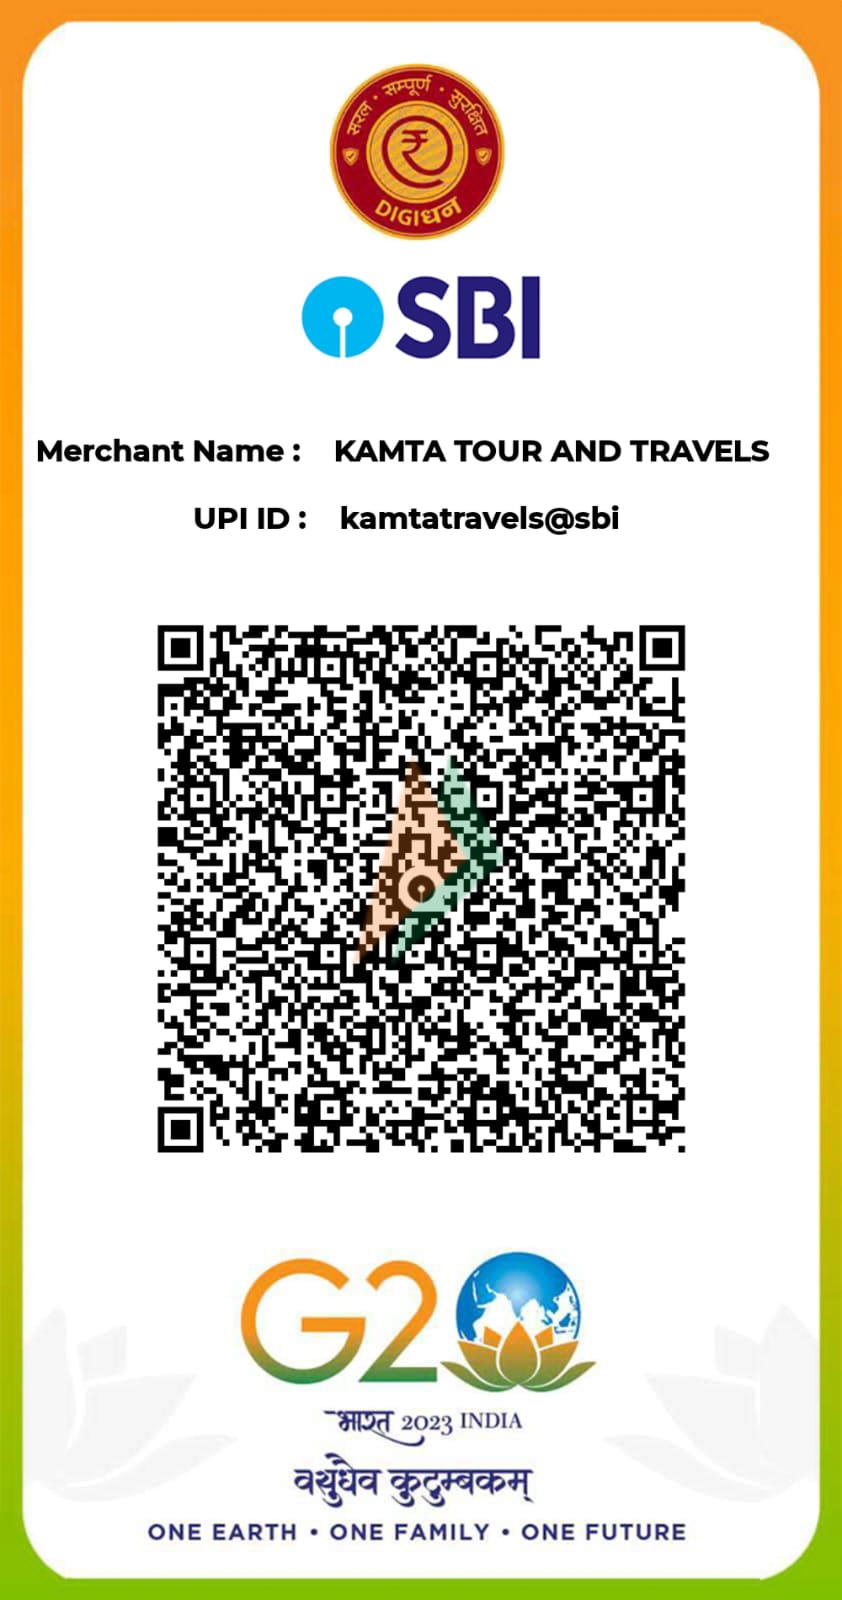 सरल • सम्पूर्ण • सुरक्षित
DIGIधन
SBI
Merchant Name : KAMTA TOUR AND TRAVELS
UPI ID : kamtatravels@sbi
G20
भारत 2023 INDIA
वसुधैव कुटुम्बकम्
ONE EARTH • ONE FAMILY • ONE FUTURE